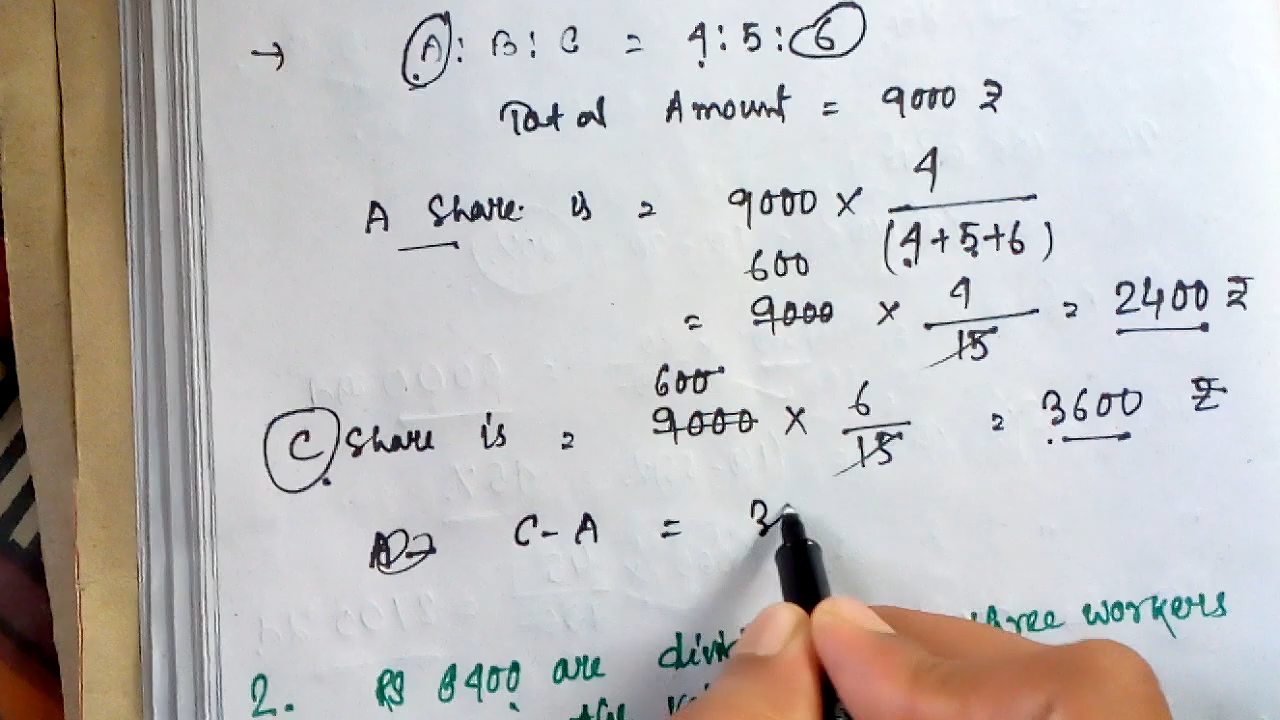 → A : B : C = 4 : 5 : 6
Total Amount = 9000 ₹
A Share is = 9000 × 4/(4+5+6)
= 9000 600 × 4/15 = 2400 ₹
C Share is = 9000 600 × 6/15 = 3600 ₹
C - A = 3
2. Rs 8400 are three workers